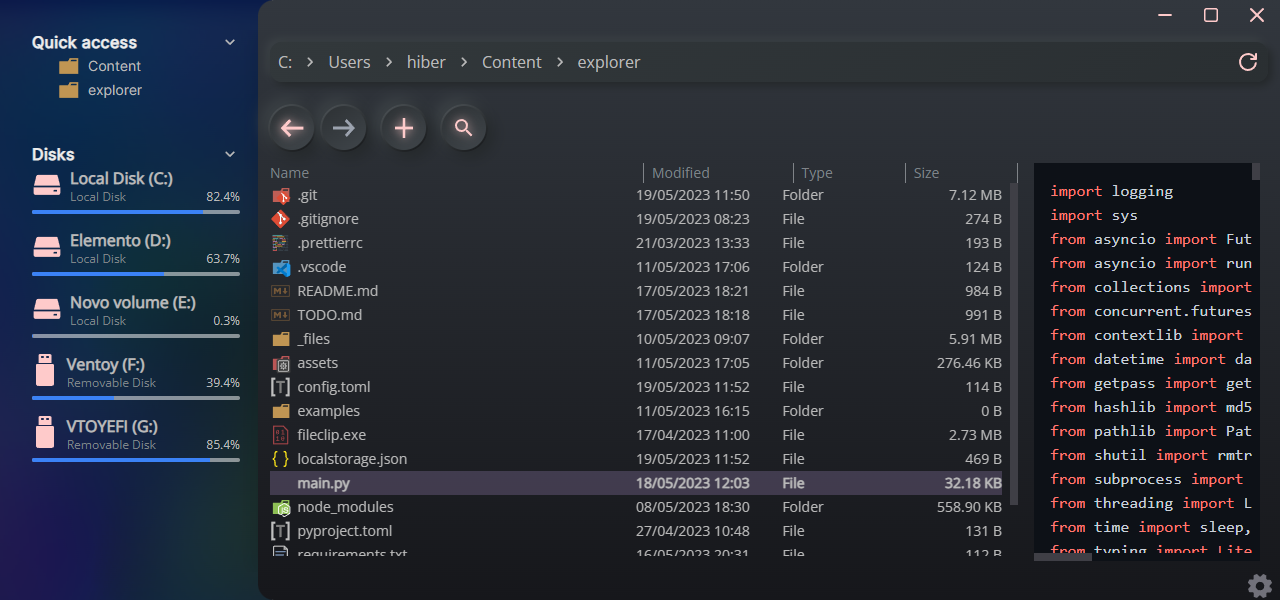 Quick access
Content
explorer
Disks
Local Disk (C:)
Local Disk 82.4%
Elemento (D:)
Local Disk 63.7%
Novo volume (E:)
Local Disk 0.3%
Ventoy (F:)
Removable Disk 39.4%
VTOYEFI (G:)
Removable Disk 85.4%
C: > Users > hiber > Content > explorer
Name Modified Type Size
.git 19/05/2023 11:50 Folder 7.12 MB
.gitignore 19/05/2023 08:23 File 274 B
.prettierrc 21/03/2023 13:33 File 193 B
.vscode 11/05/2023 17:06 Folder 124 B
README.md 17/05/2023 18:21 File 984 B
TODO.md 17/05/2023 18:18 File 991 B
_files 10/05/2023 09:07 Folder 5.91 MB
assets 11/05/2023 17:05 Folder 276.46 KB
[T] config.toml 19/05/2023 11:52 File 114 B
examples 11/05/2023 16:15 Folder 0 B
fileclip.exe 17/04/2023 11:00 File 2.73 MB
{ } localstorage.json 19/05/2023 11:52 File 469 B
main.py 18/05/2023 12:03 File 32.18 KB
node_modules 08/05/2023 18:30 Folder 558.90 KB
[T] pyproject.toml 27/04/2023 10:48 File 131 B
requirements.txt 16/05/2023 20:31 File 112 B
import logging
import sys
from asyncio import Fut
from asyncio import run
from collections import
from concurrent.futures
from contextlib import
from datetime import da
from getpass import get
from hashlib import md5
from pathlib import Pat
from shutil import rmtr
from subprocess import
from threading import L
from time import sleep,
from typing import Lite